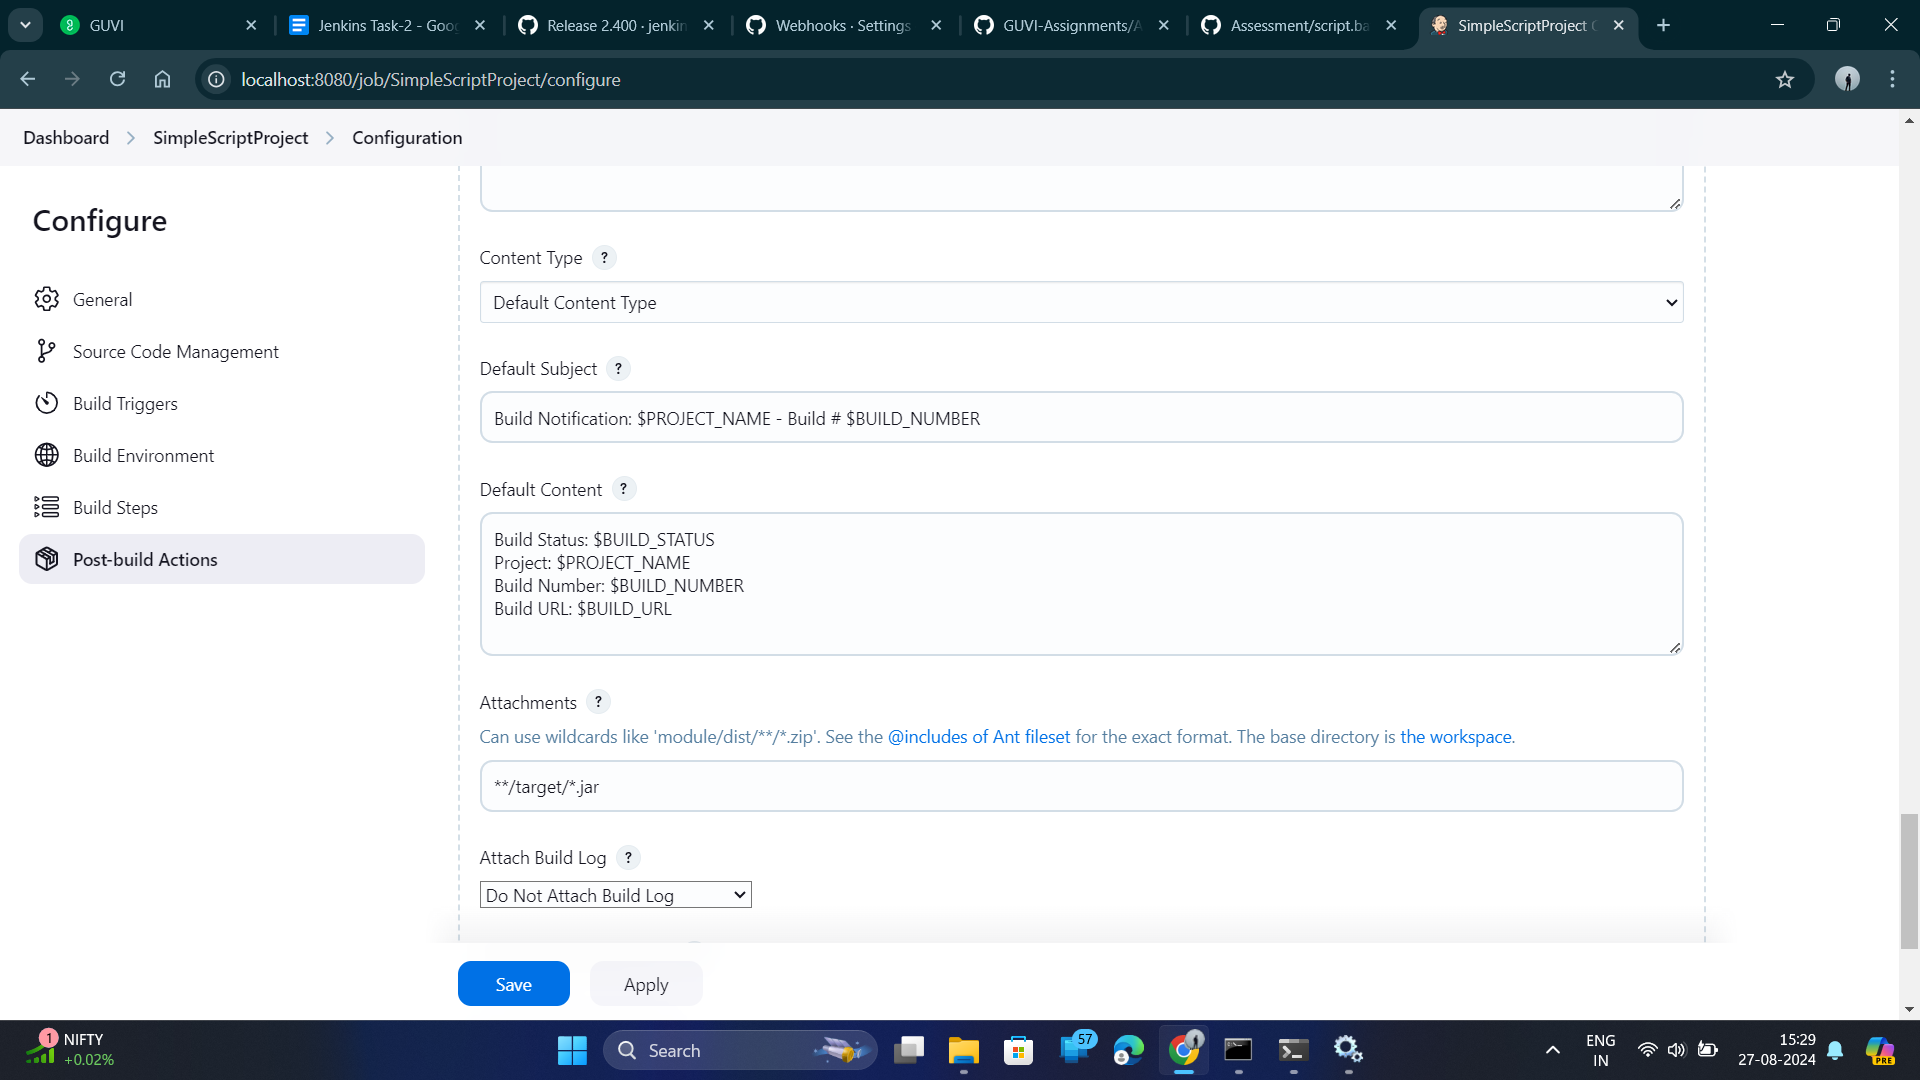 GUVI
Jenkins Task-2 - Goog
Release 2.400 · jenkin
Webhooks · Settings
GUVI-Assignments/A
Assessment/script.ba
SimpleScriptProject C
localhost:8080/job/SimpleScriptProject/configure
Dashboard > SimpleScriptProject > Configuration
Configure
General
Source Code Management
Build Triggers
Build Environment
Build Steps
Post-build Actions
Content Type ?
Default Content Type
Default Subject ?
Build Notification: $PROJECT_NAME - Build # $BUILD_NUMBER
Default Content ?
Build Status: $BUILD_STATUS
Project: $PROJECT_NAME
Build Number: $BUILD_NUMBER
Build URL: $BUILD_URL
Attachments ?
Can use wildcards like 'module/dist/**/*.zip'. See the @includes of Ant fileset for the exact format. The base directory is the workspace.
**/target/*.jar
Attach Build Log ?
Do Not Attach Build Log
Save
Apply
1
NIFTY
+0.02%
Search
57
ENG
IN
15:29
27-08-2024
PRE